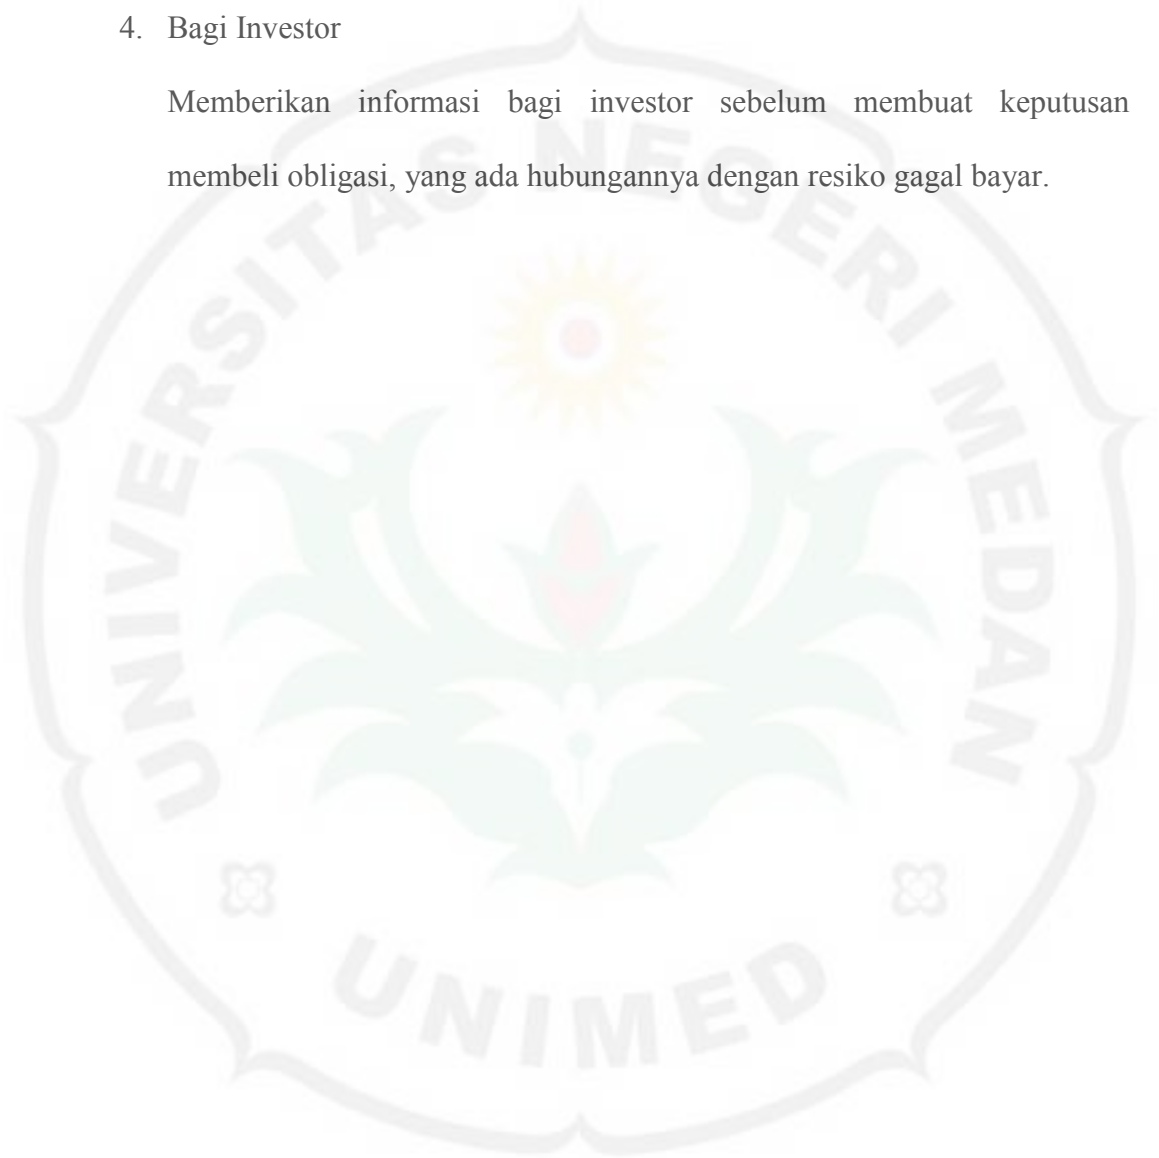 4. Bagi Investor
Memberikan informasi bagi investor sebelum membuat keputusan
membeli obligasi, yang ada hubungannya dengan resiko gagal bayar.
UNIVERSITAS NEGERI MEDAN
UNIMED